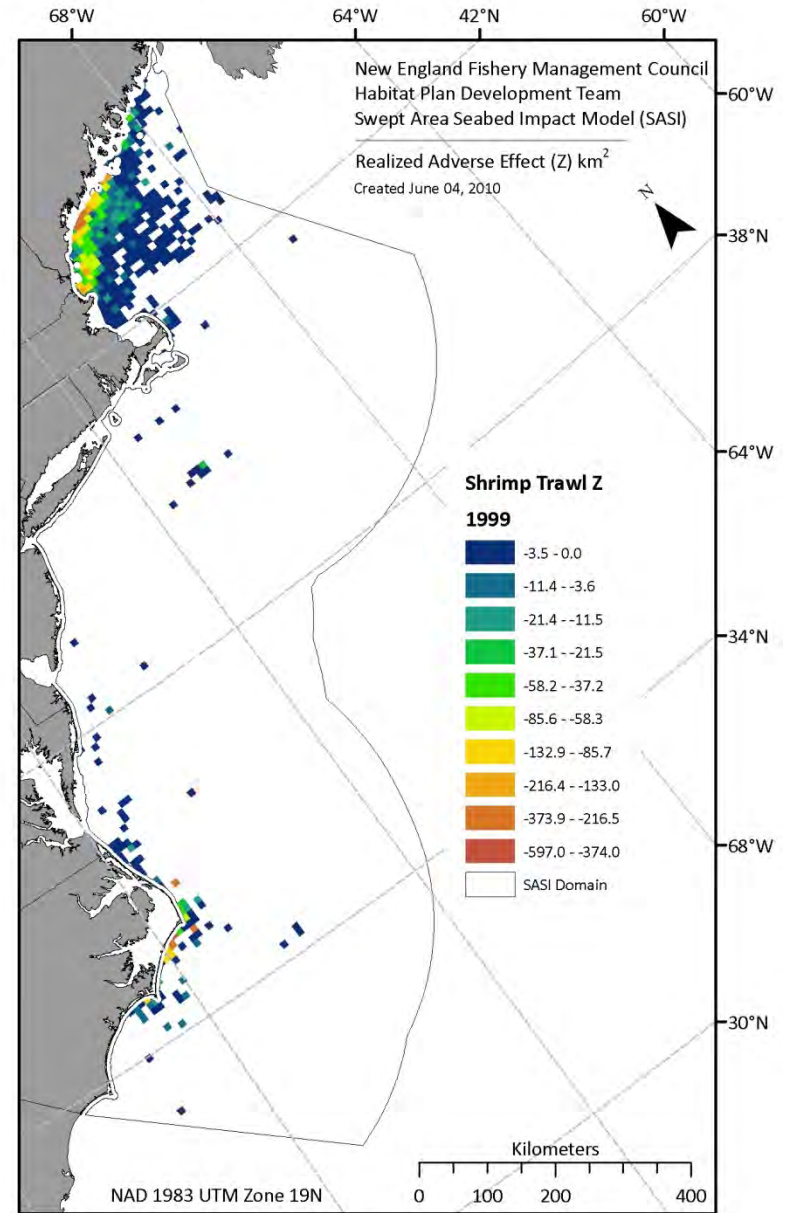 68°W 64°W 42°N 60°W
New England Fishery Management Council
Habitat Plan Development Team
Swept Area Seabed Impact Model (SASI)
Realized Adverse Effect (Z) km²
Created June 04, 2010
N
60°W
38°N
64°W
34°N
68°W
30°N
Shrimp Trawl Z
1999
-3.5 - 0.0
-11.4 - -3.6
-21.4 - -11.5
-37.1 - -21.5
-58.2 - -37.2
-85.6 - -58.3
-132.9 - -85.7
-216.4 - -133.0
-373.9 - -216.5
-597.0 - -374.0
SASI Domain
Kilometers
0 100 200 400
NAD 1983 UTM Zone 19N